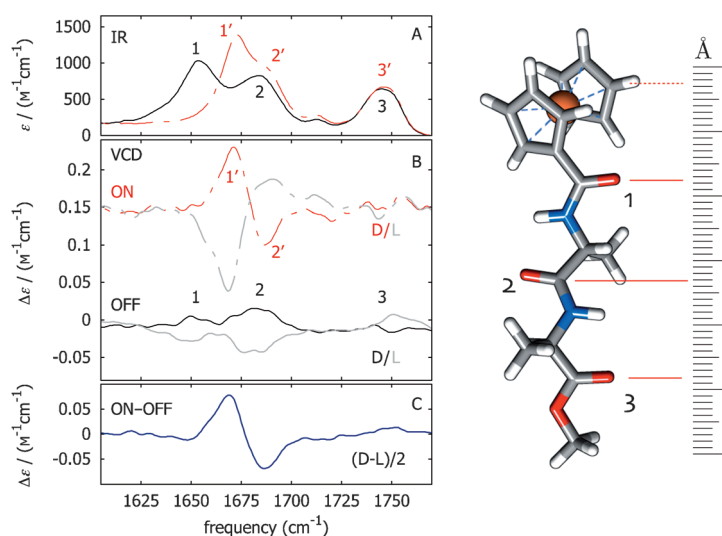 IR
A
1500
1000
500
0
ε / (M⁻¹cm⁻¹)
1
1'
2'
2
3'
3
VCD
B
ON
1'
2'
D/L
0.2
0.15
0.1
0.05
0
-0.05
Δε / (M⁻¹cm⁻¹)
OFF
1
2
3
D/L
ON–OFF
C
0.05
0
-0.05
Δε / (M⁻¹cm⁻¹)
(D-L)/2
1625 1650 1675 1700 1725 1750
frequency (cm⁻¹)
Å
1
2
3